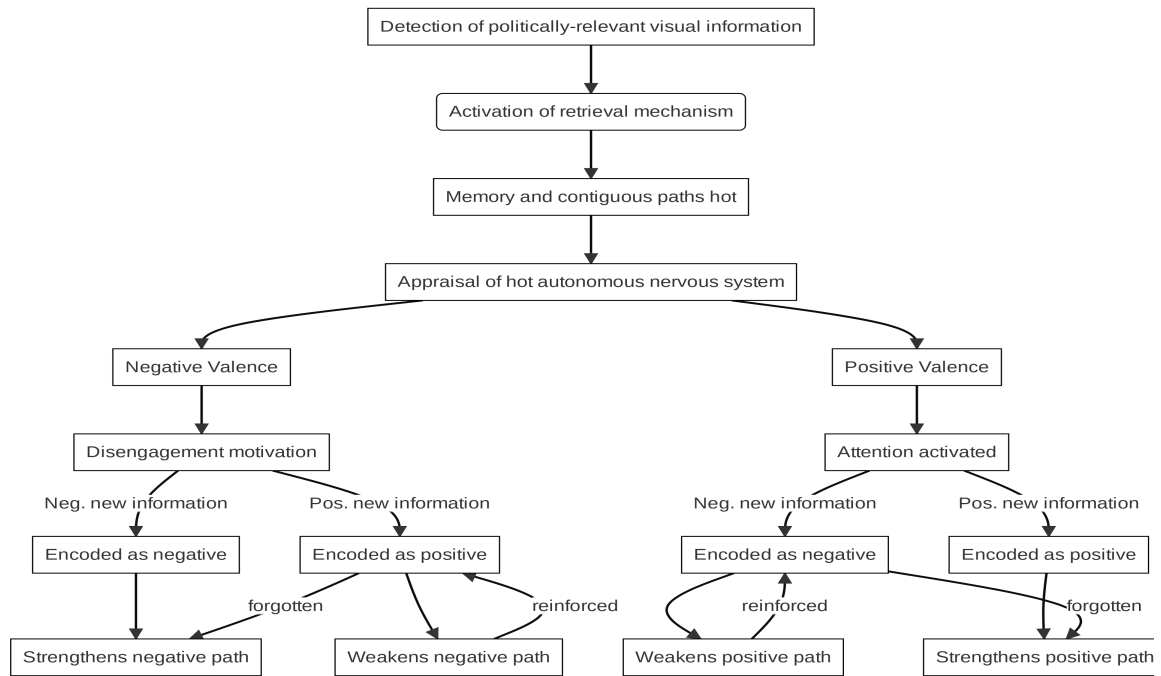 Detection of politically-relevant visual information
Activation of retrieval mechanism
Memory and contiguous paths hot
Appraisal of hot autonomous nervous system
Negative Valence
Positive Valence
Disengagement motivation
Attention activated
Neg. new information
Pos. new information
Neg. new information
Pos. new information
Encoded as negative
Encoded as positive
Encoded as negative
Encoded as positive
forgotten
reinforced
reinforced
forgotten
Strengthens negative path
Weakens negative path
Weakens positive path
Strengthens positive path